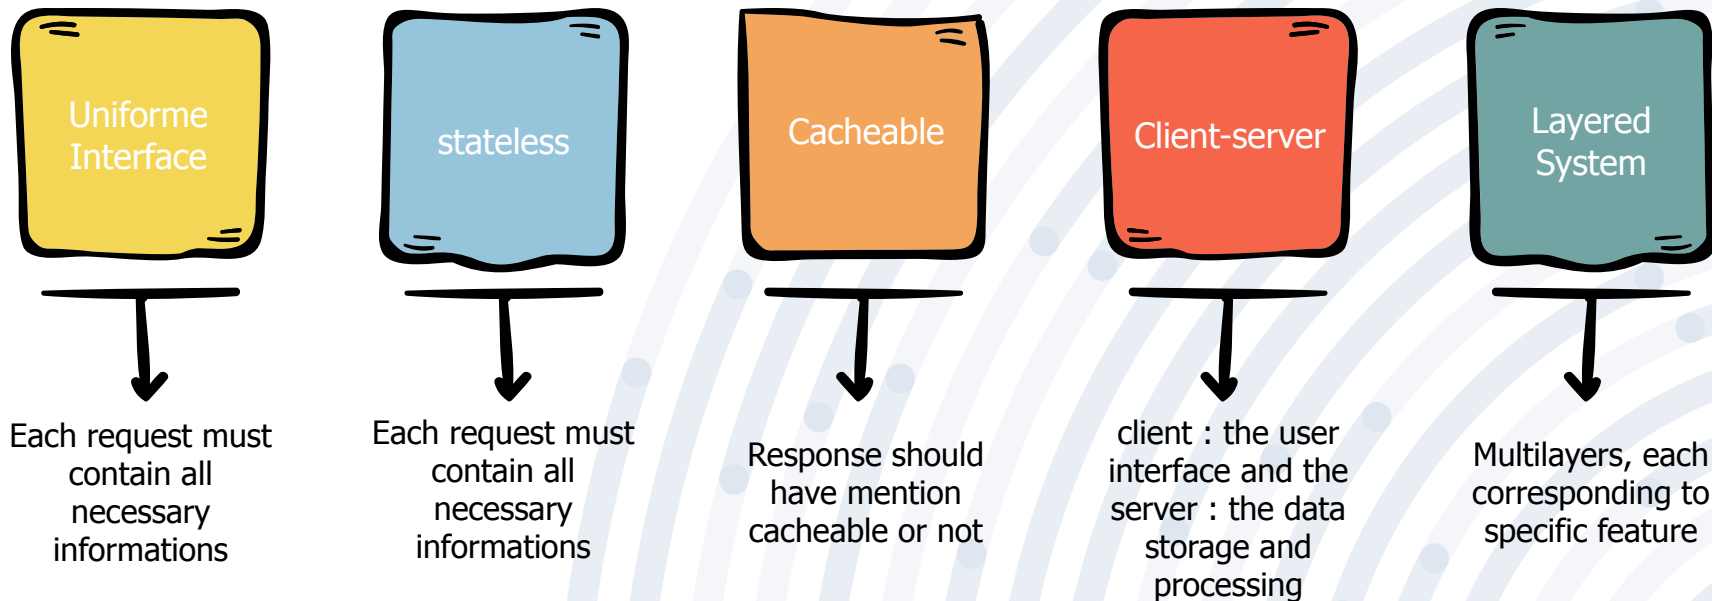 Uniforme
Interface
stateless
Cacheable
Client-server
Layered
System
Each request must
contain all
necessary
informations
Each request must
contain all
necessary
informations
Response should
have mention
cacheable or not
client : the user
interface and the
server : the data
storage and
processing
Multilayers, each
corresponding to
specific feature